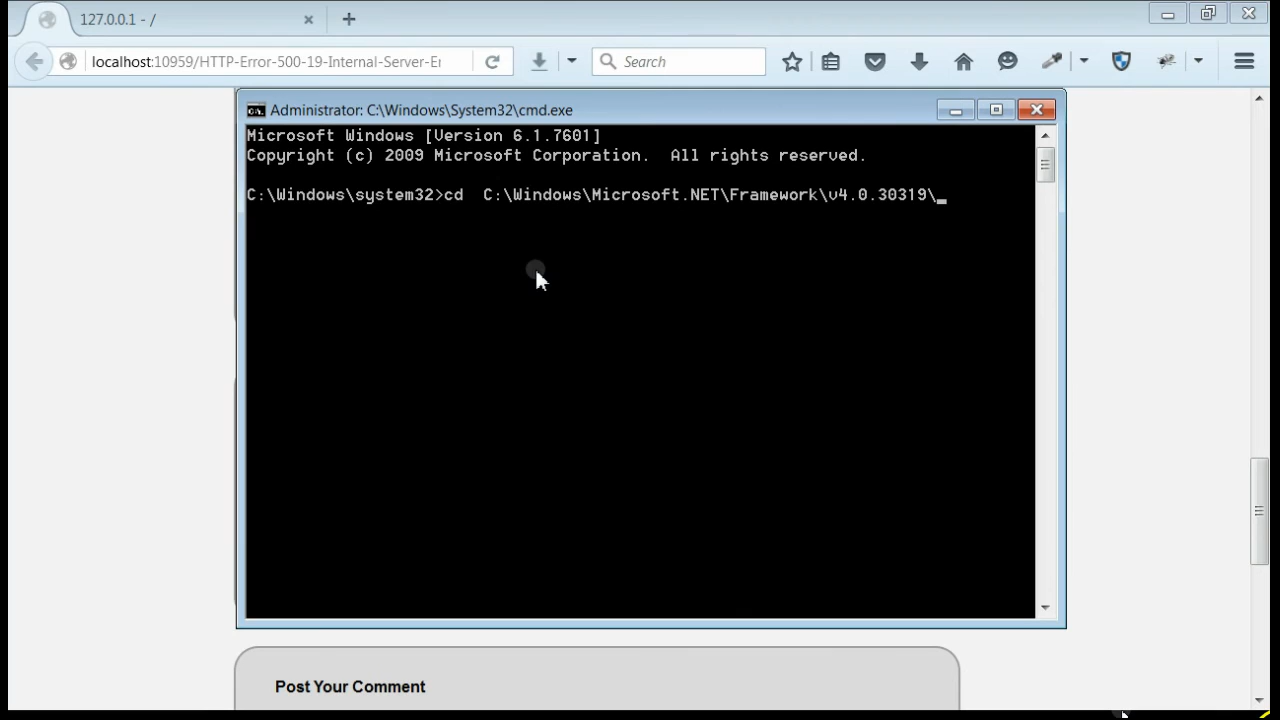 127.0.0.1 - /
localhost:10959/HTTP-Error-500-19-Internal-Server-Er
Search
Administrator: C:\Windows\System32\cmd.exe
Microsoft Windows [Version 6.1.7601]
Copyright (c) 2009 Microsoft Corporation.  All rights reserved.
C:\Windows\system32>cd  C:\Windows\Microsoft.NET\Framework\v4.0.30319\_
Post Your Comment